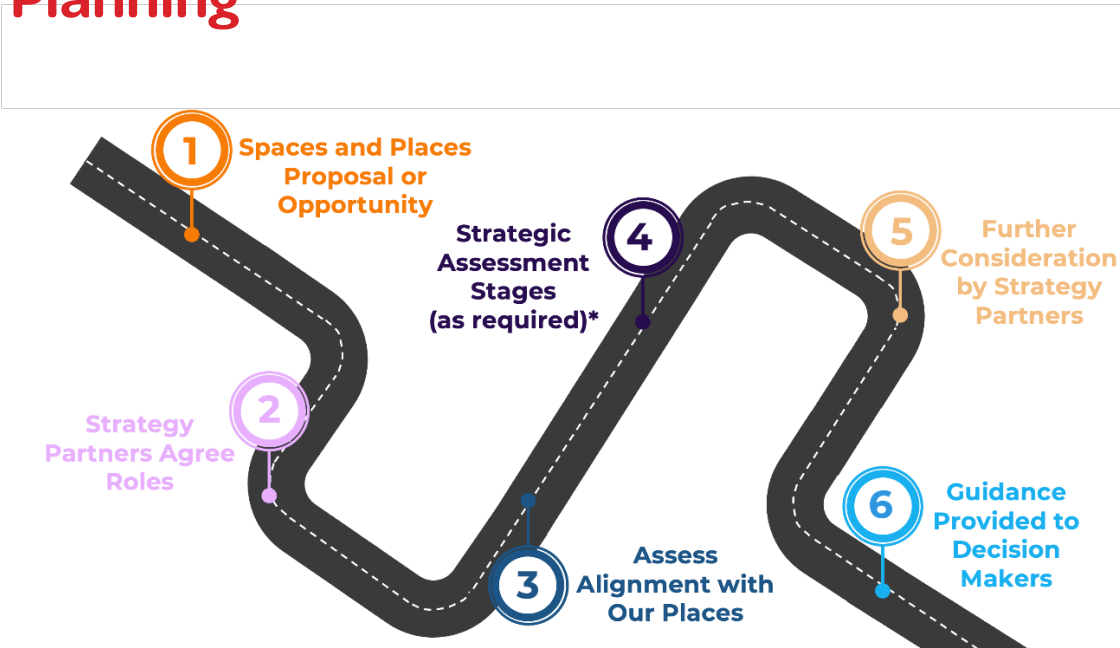 Planning
1
Spaces and Places
Proposal or
Opportunity
2
Strategy
Partners Agree
Roles
3
Assess
Alignment with
Our Places
4
Strategic
Assessment
Stages
(as required)*
5
Further
Consideration
by Strategy
Partners
6
Guidance
Provided to
Decision
Makers